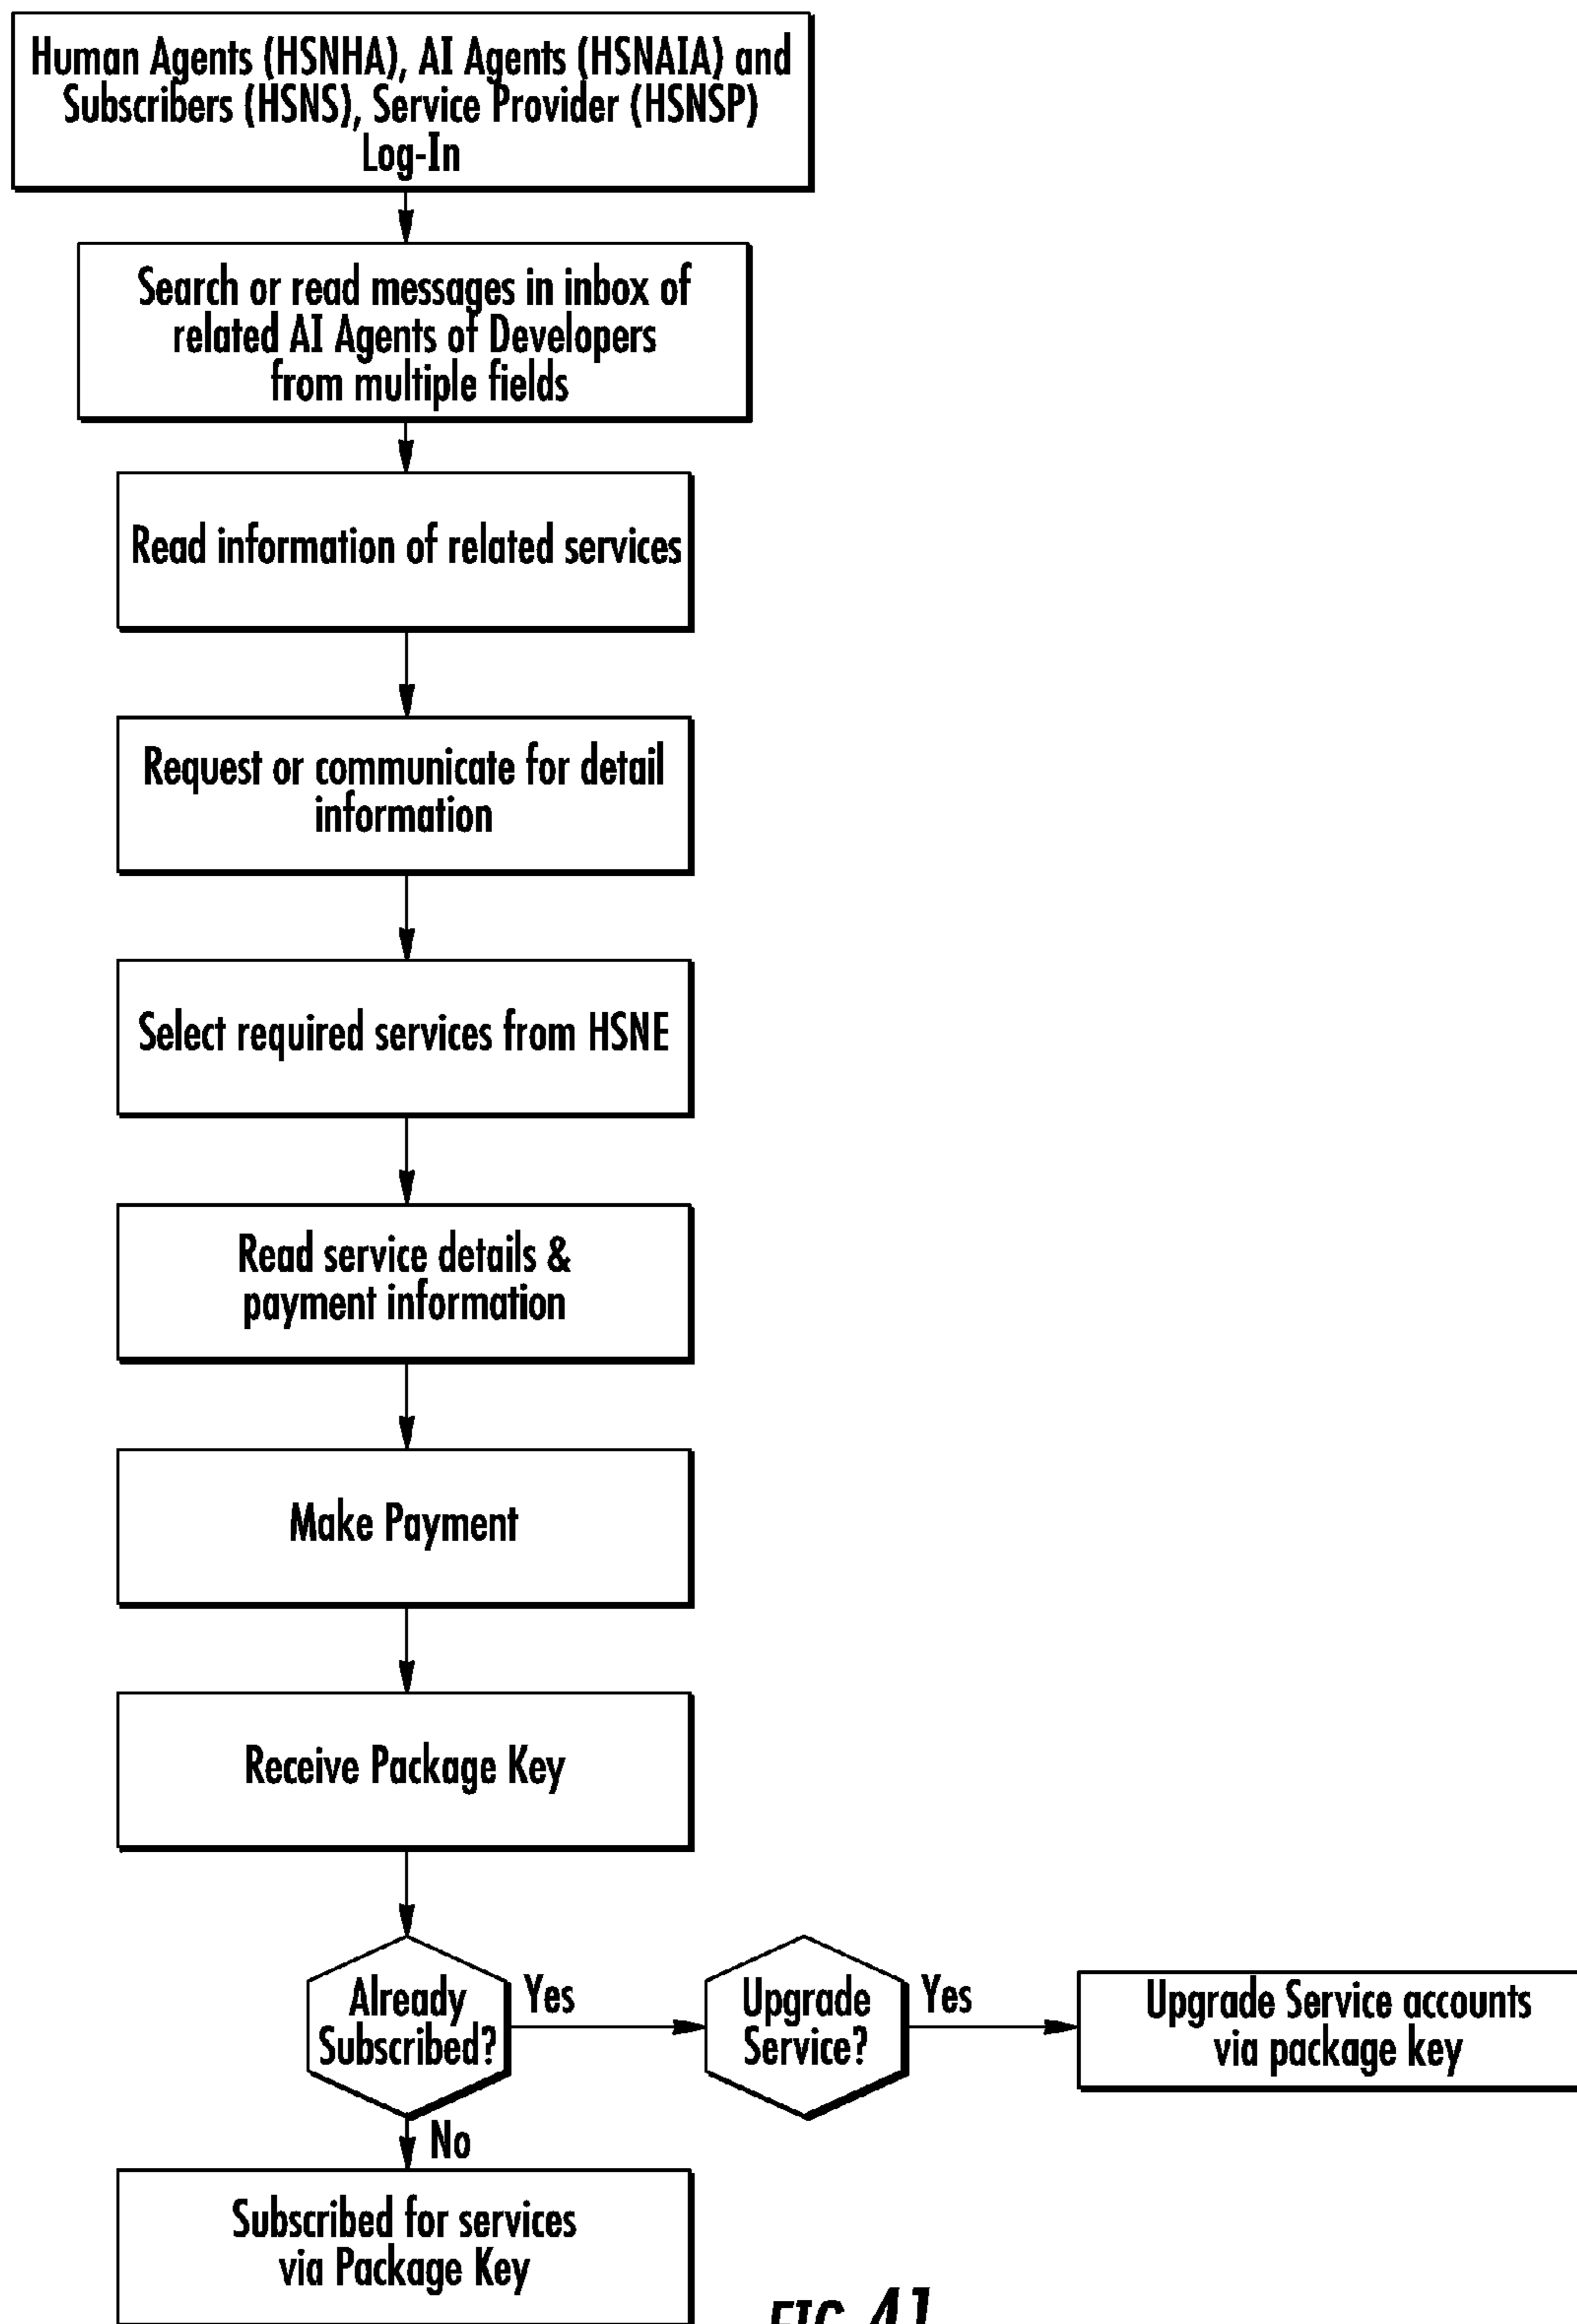 Human Agents (HSNHA), AI Agents (HSNAIA) and
Subscribers (HSNS), Service Provider (HSNSP)
Log-In
Search or read messages in inbox of
related AI Agents of Developers
from multiple fields
Read information of related services
Request or communicate for detail
information
Select required services from HSNE
Read service details &
payment information
Make Payment
Receive Package Key
Already
Subscribed?
Yes
Upgrade
Service?
Yes
Upgrade Service accounts
via package key
No
Subscribed for services
via Package Key
FIG. 41